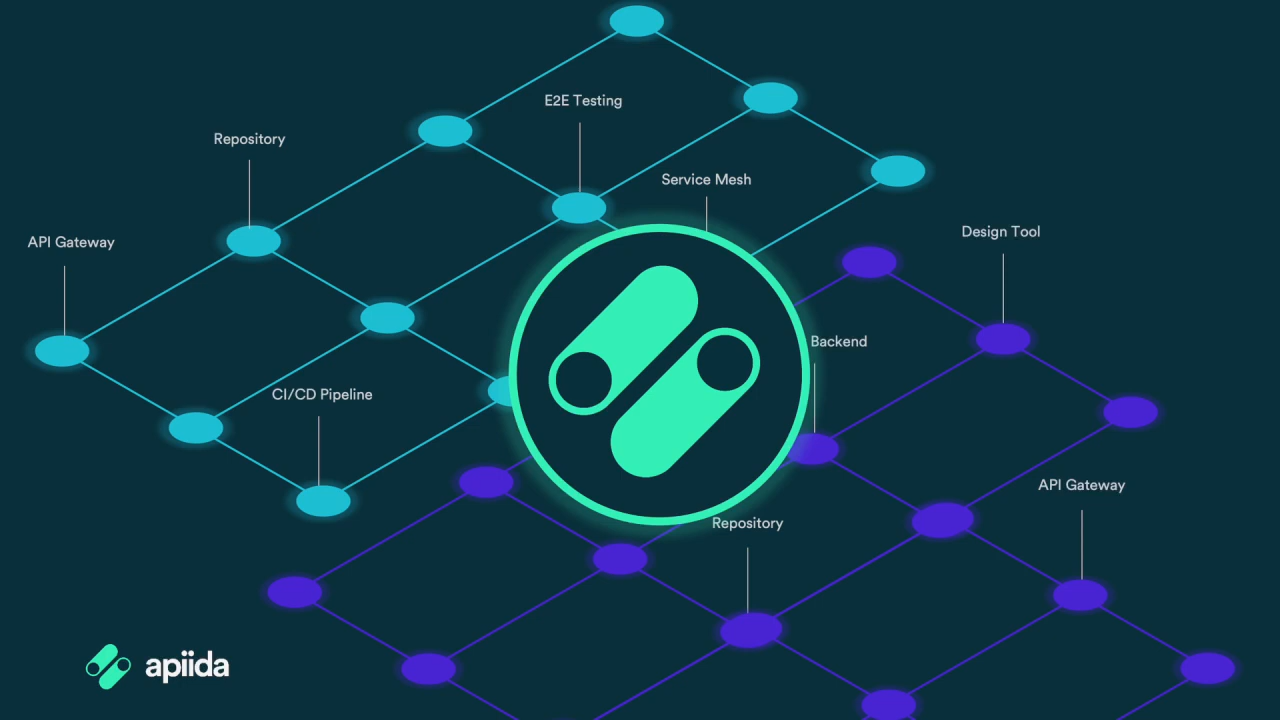 E2E Testing
Repository
Service Mesh
Design Tool
API Gateway
Backend
CI/CD Pipeline
API Gateway
Repository
apiida